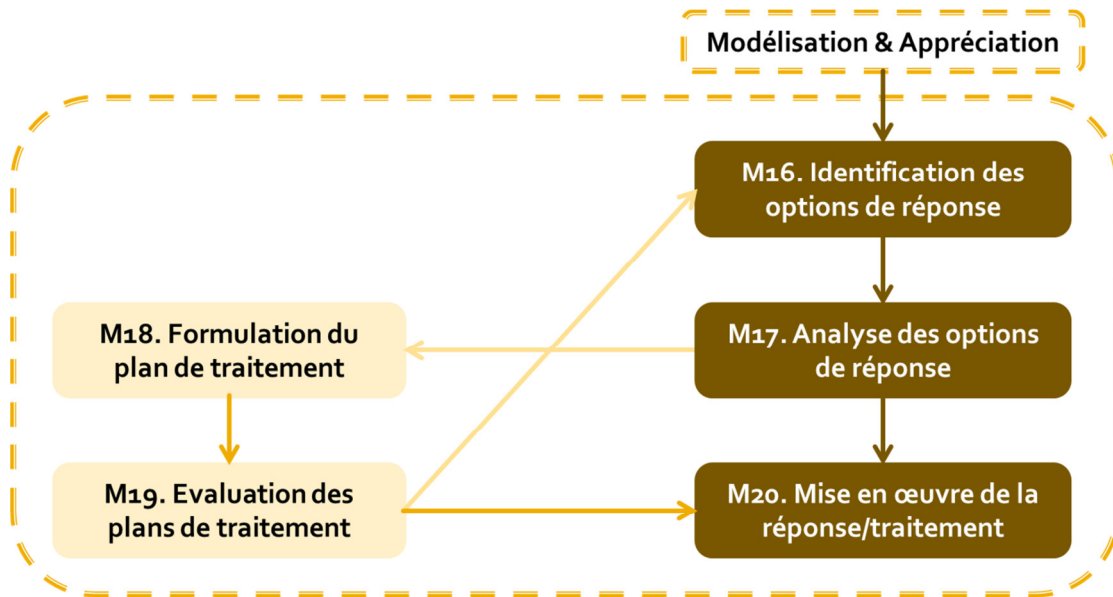 Modélisation & Appréciation
M16. Identification des
options de réponse
M18. Formulation du
plan de traitement
M17. Analyse des options
de réponse
M19. Evaluation des
plans de traitement
M20. Mise en œuvre de la
réponse/traitement